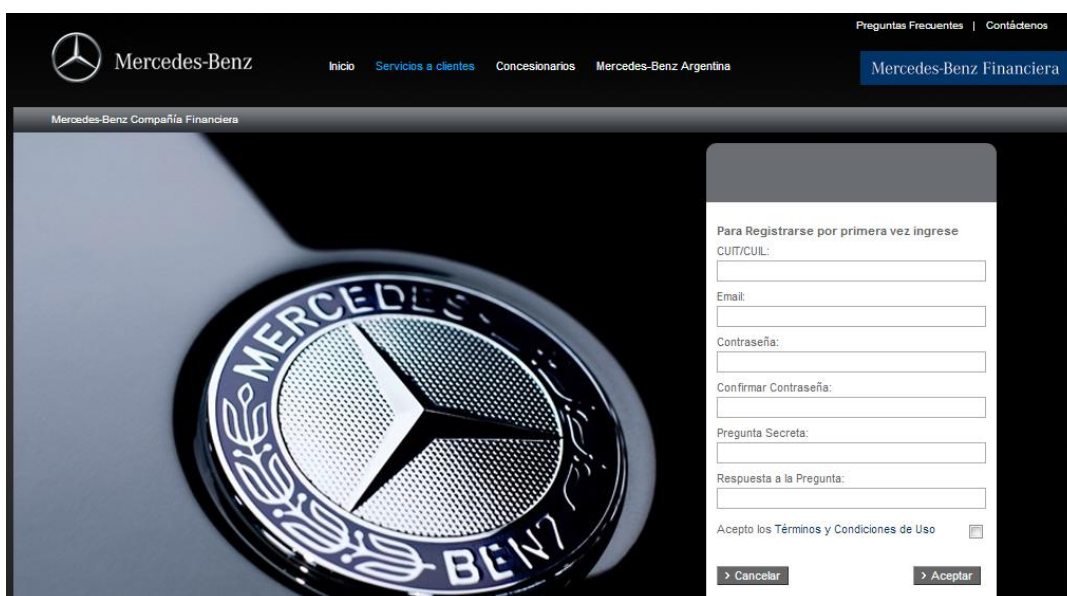 Preguntas Frecuentes | Contáctenos
Mercedes-Benz
Inicio Servicios a clientes Concesionarios Mercedes-Benz Argentina
Mercedes-Benz Financiera
Mercedes-Benz Compañía Financiera
MERCEDES
BENZ
Para Registrarse por primera vez ingrese
CUIT/CUIL:
Email:
Contraseña:
Confirmar Contraseña:
Pregunta Secreta:
Respuesta a la Pregunta:
Acepto los Términos y Condiciones de Uso
> Cancelar > Aceptar